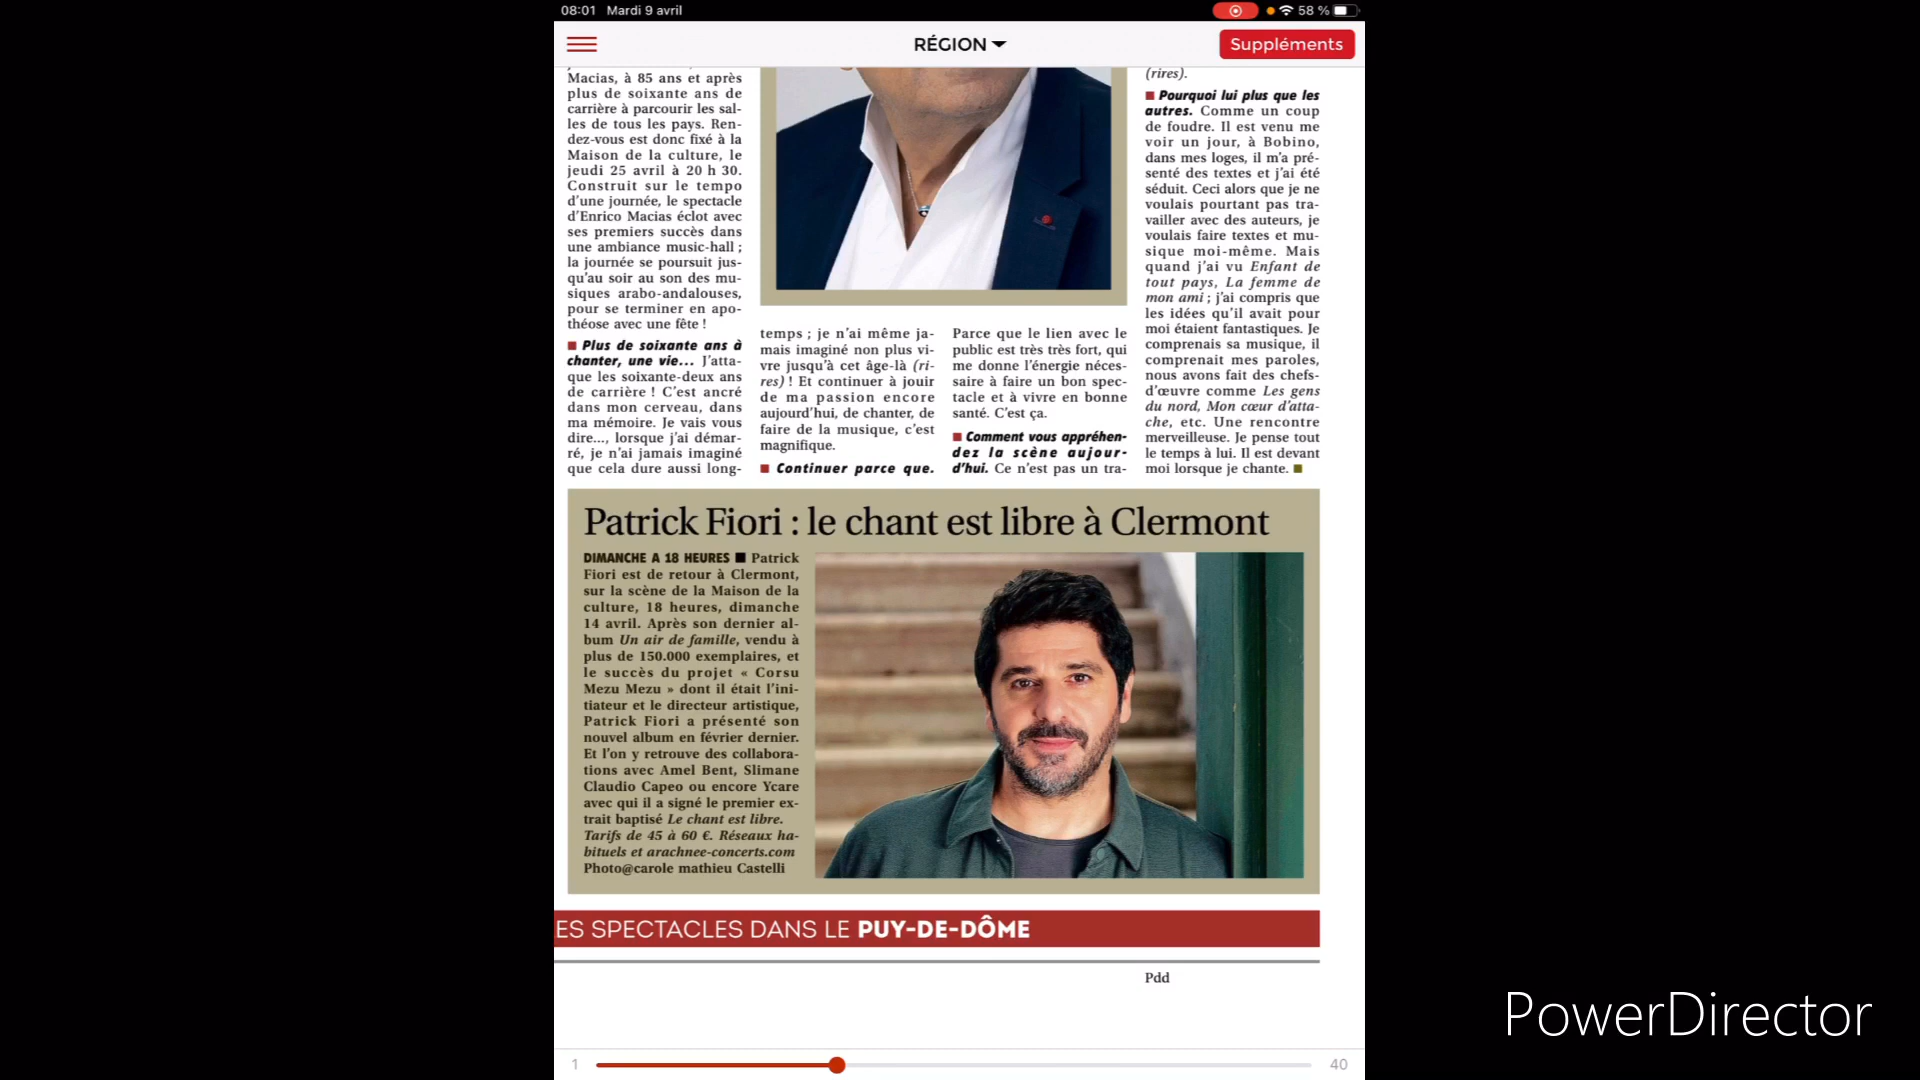 08:01 Mardi 9 avril
58 %
RÉGION
Suppléments
Macias, à 85 ans et après
plus de soixante ans de
carrière à parcourir les sal-
les de tous les pays. Ren-
dez-vous est donc fixé à la
Maison de la culture, le
jeudi 25 avril à 20 h 30.
Construit sur le tempo
d'une journée, le spectacle
d'Enrico Macias éclot avec
ses premiers succès dans
une ambiance music-hall ;
la journée se poursuit jus-
qu'au soir au son des mu-
siques arabo-andalouses,
pour se terminer en apo-
théose avec une fête !
■ Plus de soixante ans à
chanter, une vie... J'atta-
que les soixante-deux ans
de carrière ! C'est ancré
dans mon cerveau, dans
ma mémoire. Je vais vous
dire..., lorsque j'ai démar-
ré, je n'ai jamais imaginé
que cela dure aussi long-
temps ; je n'ai même ja-
mais imaginé non plus vi-
vre jusqu'à cet âge-là (ri-
res) ! Et continuer à jouir
de ma passion encore
aujourd'hui, de chanter, de
faire de la musique, c'est
magnifique.
■ Continuer parce que.
Parce que le lien avec le
public est très très fort, qui
me donne l'énergie néces-
saire à faire un bon spec-
tacle et à vivre en bonne
santé. C'est ça.
■ Comment vous appréhen-
dez la scène aujour-
d'hui. Ce n'est pas un tra-
(rires).
■ Pourquoi lui plus que les
autres. Comme un coup
de foudre. Il est venu me
voir un jour, à Bobino,
dans mes loges, il m'a pré-
senté des textes et j'ai été
séduit. Ceci alors que je ne
voulais pourtant pas tra-
vailler avec des auteurs, je
voulais faire textes et mu-
sique moi-même. Mais
quand j'ai vu Enfant de
tout pays, La femme de
mon ami ; j'ai compris que
les idées qu'il avait pour
moi étaient fantastiques. Je
comprenais sa musique, il
comprenait mes paroles,
nous avons fait des chefs-
d'œuvre comme Les gens
du nord, Mon cœur d'atta-
che, etc. Une rencontre
merveilleuse. Je pense tout
le temps à lui. Il est devant
moi lorsque je chante. ■
Patrick Fiori : le chant est libre à Clermont
DIMANCHE A 18 HEURES ■ Patrick
Fiori est de retour à Clermont,
sur la scène de la Maison de la
culture, 18 heures, dimanche
14 avril. Après son dernier al-
bum Un air de famille, vendu à
plus de 150.000 exemplaires, et
le succès du projet « Corsu
Mezu Mezu » dont il était l'ini-
tiateur et le directeur artistique,
Patrick Fiori a présenté son
nouvel album en février dernier.
Et l'on y retrouve des collabora-
tions avec Amel Bent, Slimane
Claudio Capeo ou encore Ycare
avec qui il a signé le premier ex-
trait baptisé Le chant est libre.
Tarifs de 45 à 60 €. Réseaux ha-
bituels et arachnee-concerts.com
Photo@carole mathieu Castelli
ES SPECTACLES DANS LE PUY-DE-DÔME
Pdd
1
40
PowerDirector